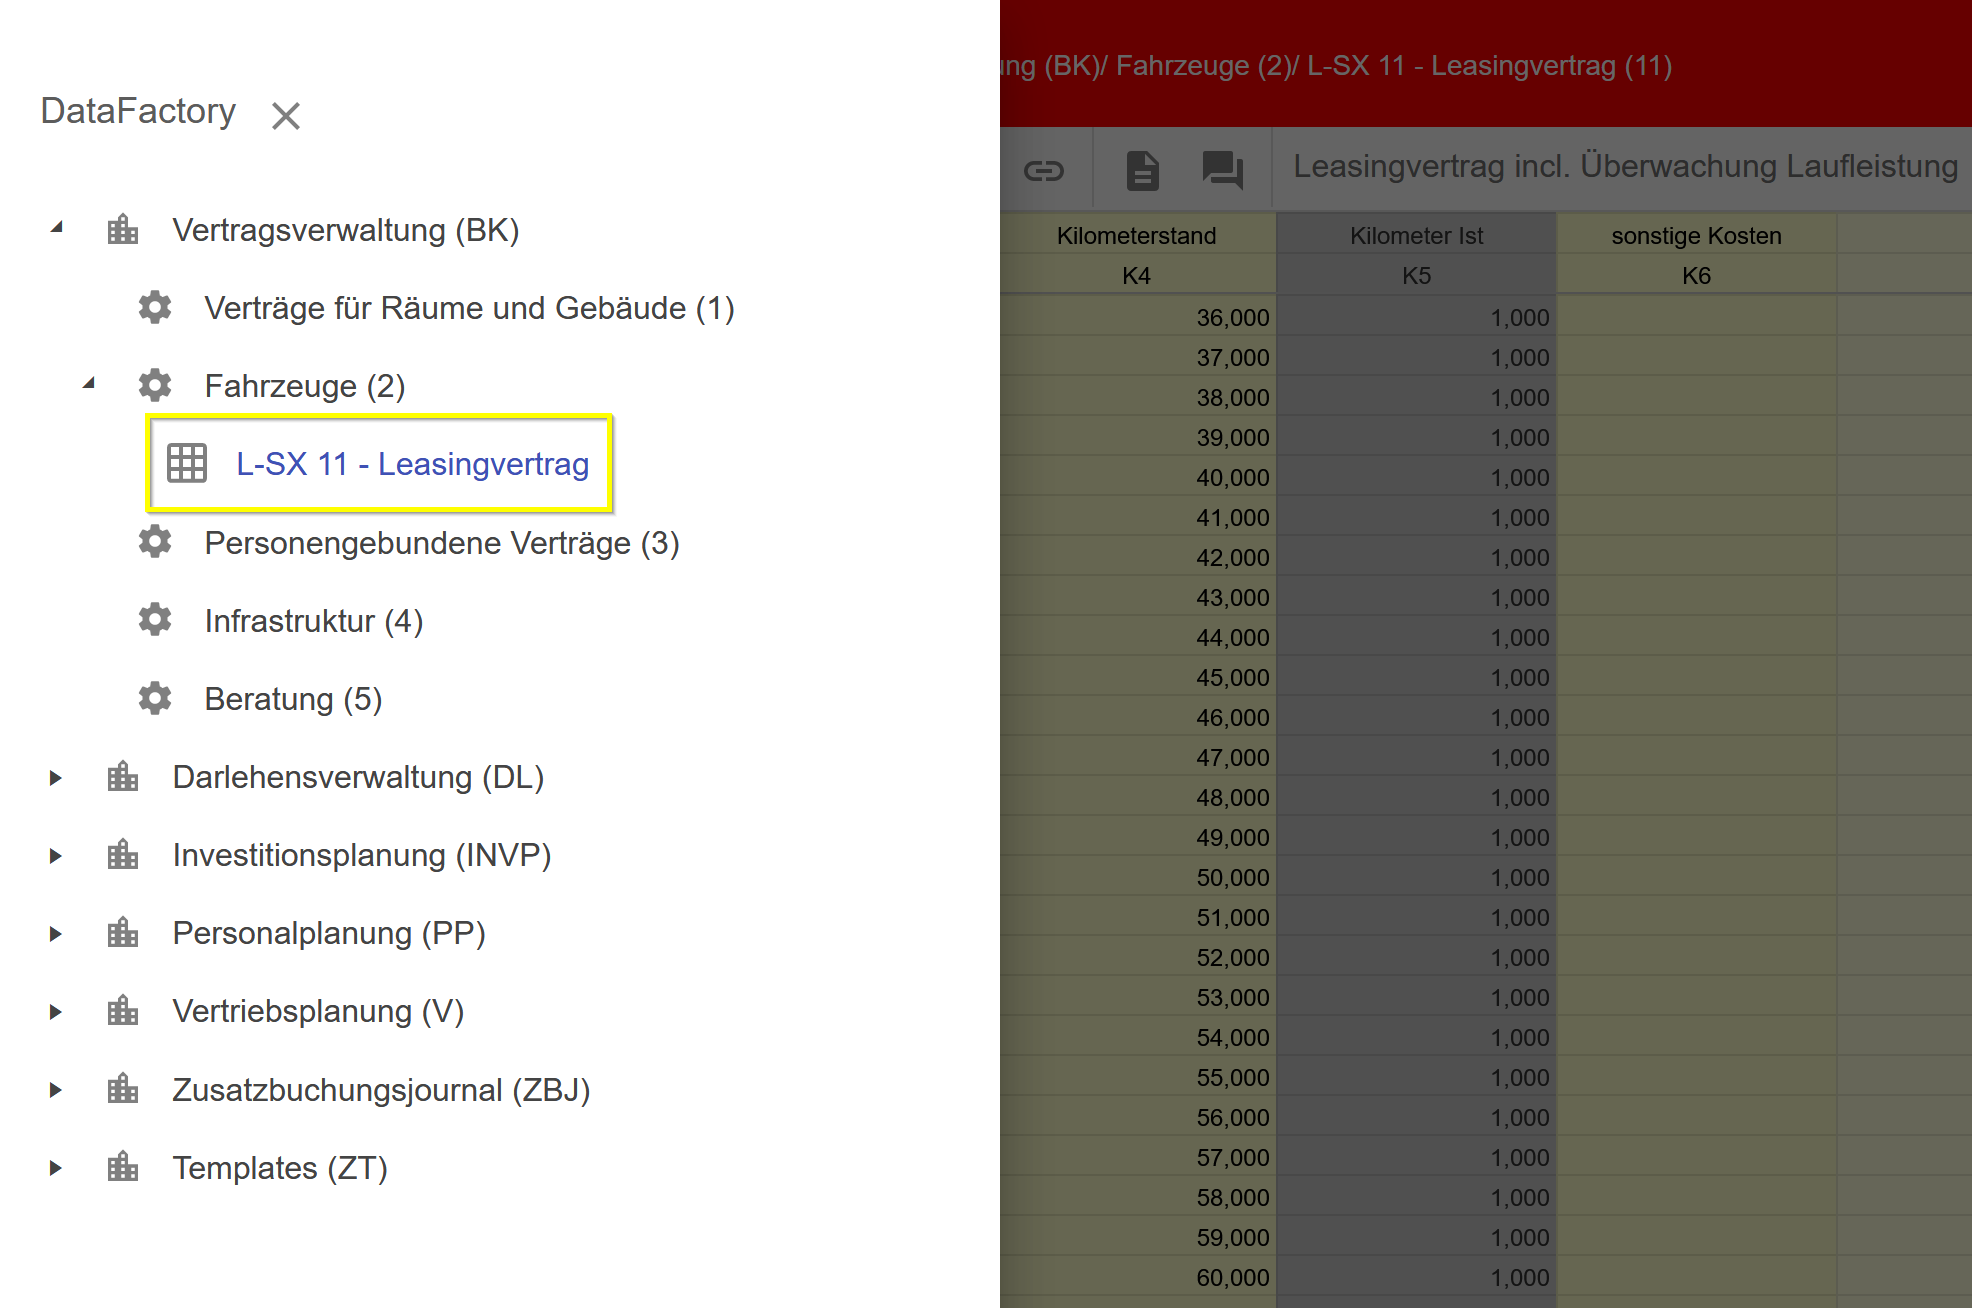 DataFactory
Vertragsverwaltung (BK)
Verträge für Räume und Gebäude (1)
Fahrzeuge (2)
L-SX 11 - Leasingvertrag
Personengebundene Verträge (3)
Infrastruktur (4)
Beratung (5)
Darlehensverwaltung (DL)
Investitionsplanung (INVP)
Personalplanung (PP)
Vertriebsplanung (V)
Zusatzbuchungsjournal (ZBJ)
Templates (ZT)
(BK)/ Fahrzeuge (2)/ L-SX 11 - Leasingvertrag (11)
Leasingvertrag incl. Überwachung Laufleistung
Kilometerstand Kilometer Ist sonstige Kosten
K4 K5 K6
36,000 1,000
37,000 1,000
38,000 1,000
39,000 1,000
40,000 1,000
41,000 1,000
42,000 1,000
43,000 1,000
44,000 1,000
45,000 1,000
46,000 1,000
47,000 1,000
48,000 1,000
49,000 1,000
50,000 1,000
51,000 1,000
52,000 1,000
53,000 1,000
54,000 1,000
55,000 1,000
56,000 1,000
57,000 1,000
58,000 1,000
59,000 1,000
60,000 1,000